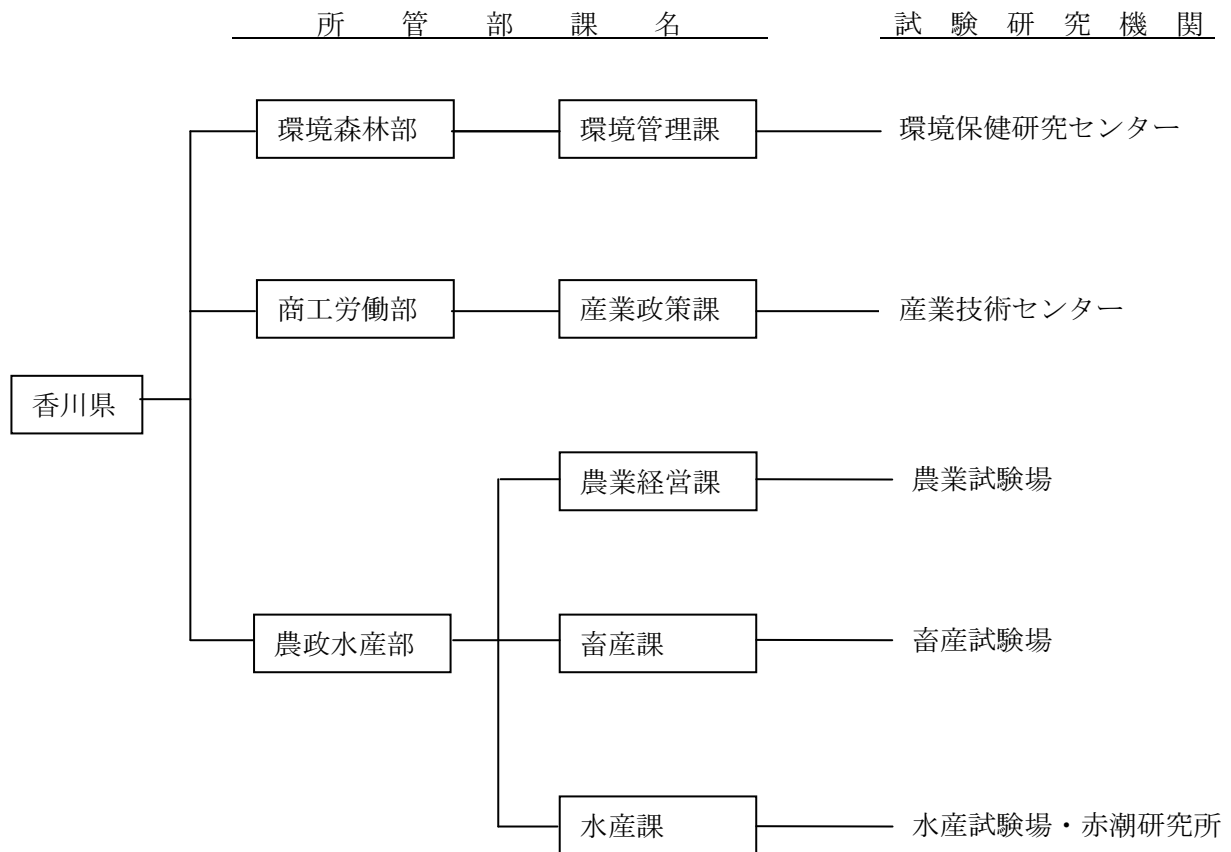 所管部課名 試験研究機関
環境森林部 環境管理課 環境保健研究センター
商工労働部 産業政策課 産業技術センター
香川県
農業経営課 農業試験場
農政水産部 畜産課 畜産試験場
水産課 水産試験場・赤潮研究所